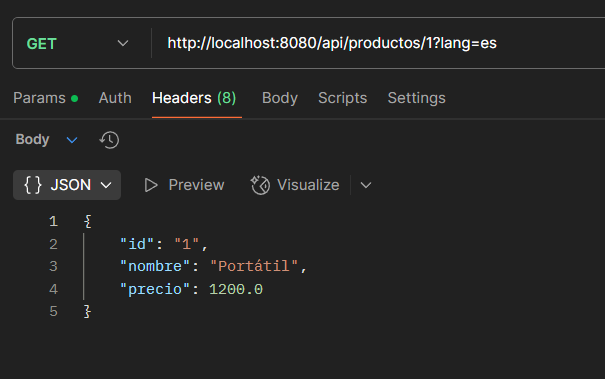 GET http://localhost:8080/api/productos/1?lang=es
Params Auth Headers (8) Body Scripts Settings
Body
{} JSON Preview Visualize
1 {
2 "id": "1",
3 "nombre": "Portátil",
4 "precio": 1200.0
5 }